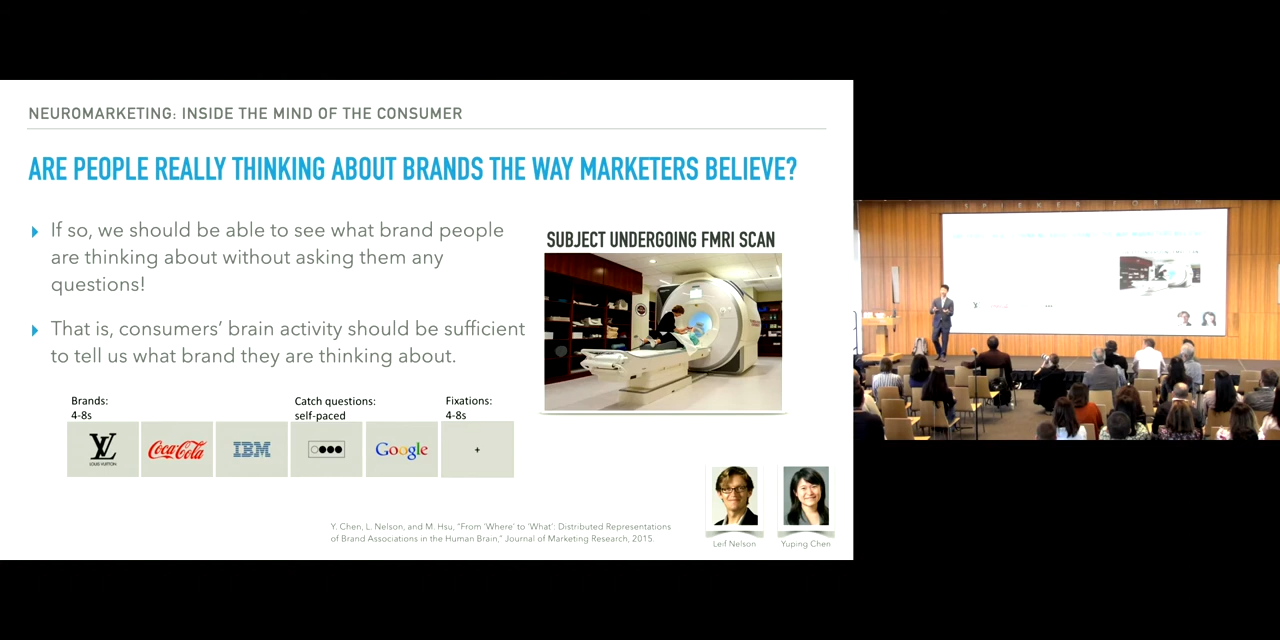 NEUROMARKETING: INSIDE THE MIND OF THE CONSUMER
ARE PEOPLE REALLY THINKING ABOUT BRANDS THE WAY MARKETERS BELIEVE?
If so, we should be able to see what brand people
are thinking about without asking them any
questions!
That is, consumers’ brain activity should be sufficient
to tell us what brand they are thinking about.
SUBJECT UNDERGOING FMRI SCAN
Brands:
4-8s
Catch questions:
self-paced
Fixations:
4-8s
LV
LOUIS VUITTON
Coca-Cola
IBM
Google
+
Y. Chen, L. Nelson, and M. Hsu, “From ‘Where’ to ‘What’: Distributed Representations
of Brand Associations in the Human Brain,” Journal of Marketing Research, 2015.
Leif Nelson
Yuping Chen
SPIEKER FORUM